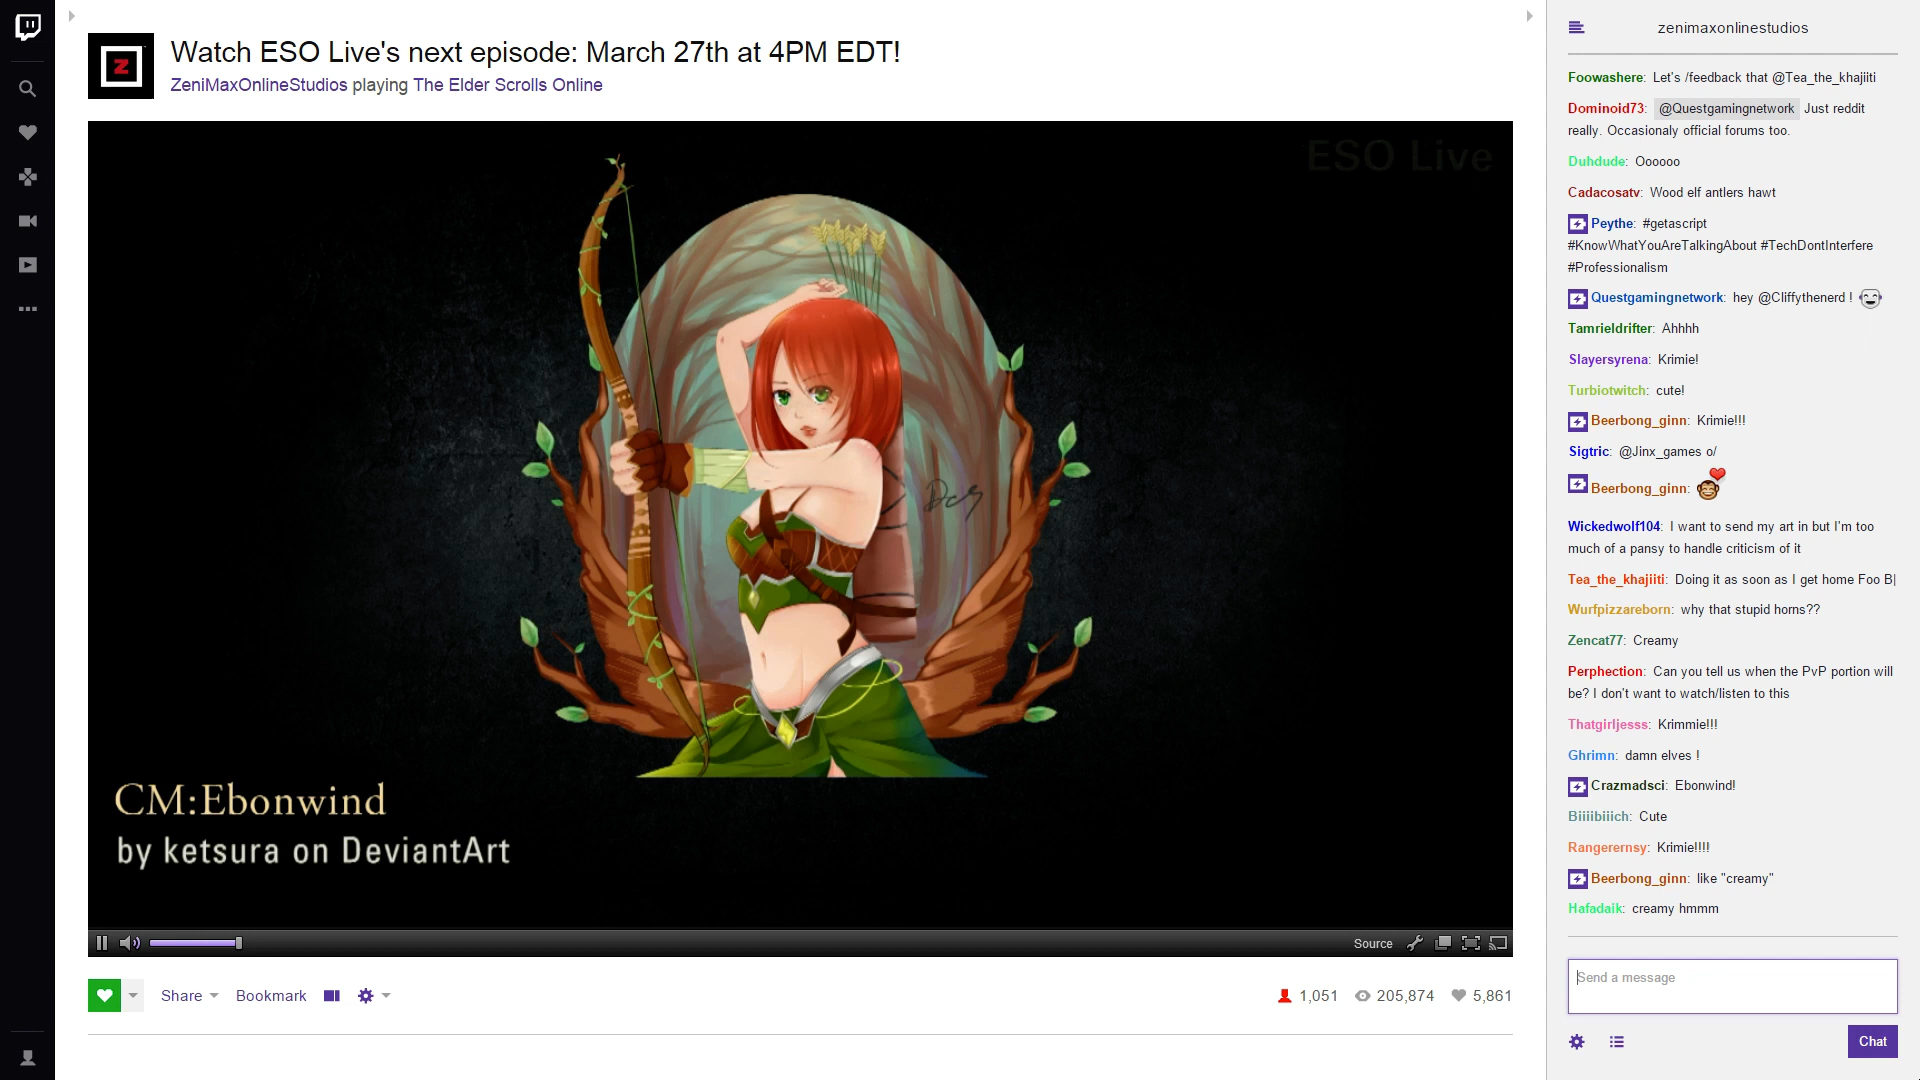 Watch ESO Live's next episode: March 27th at 4PM EDT!
ZeniMaxOnlineStudios playing The Elder Scrolls Online
Z
ESO Live
CM:Ebonwind
by ketsura on DeviantArt
Source
Share
Bookmark
1,051
205,874
5,861
zenimaxonlinestudios
Foowashere: Let's /feedback that @Tea_the_khajiiti
Dominoid73: @Questgamingnetwork Just reddit
really. Occasionaly official forums too.
Duhdude: Oooooo
Cadacosatv: Wood elf antlers hawt
Peythe: #getascript
#KnowWhatYouAreTalkingAbout #TechDontInterfere
#Professionalism
Questgamingnetwork: hey @Cliffythenerd !
Tamrieldrifter: Ahhhh
Slayersyrena: Krimie!
Turbiotwitch: cute!
Beerbong_ginn: Krimie!!!
Sigtric: @Jinx_games o/
Beerbong_ginn:
Wickedwolf104: I want to send my art in but I'm too
much of a pansy to handle criticism of it
Tea_the_khajiiti: Doing it as soon as I get home Foo B|
Wurfpizzareborn: why that stupid horns??
Zencat77: Creamy
Perphection: Can you tell us when the PvP portion will
be? I don't want to watch/listen to this
Thatgirljesss: Krimmie!!!
Ghrimn: damn elves !
Crazmadsci: Ebonwind!
Biiiibiiich: Cute
Rangerernsy: Krimie!!!!
Beerbong_ginn: like "creamy"
Hafadaik: creamy hmmm
Send a message
Chat